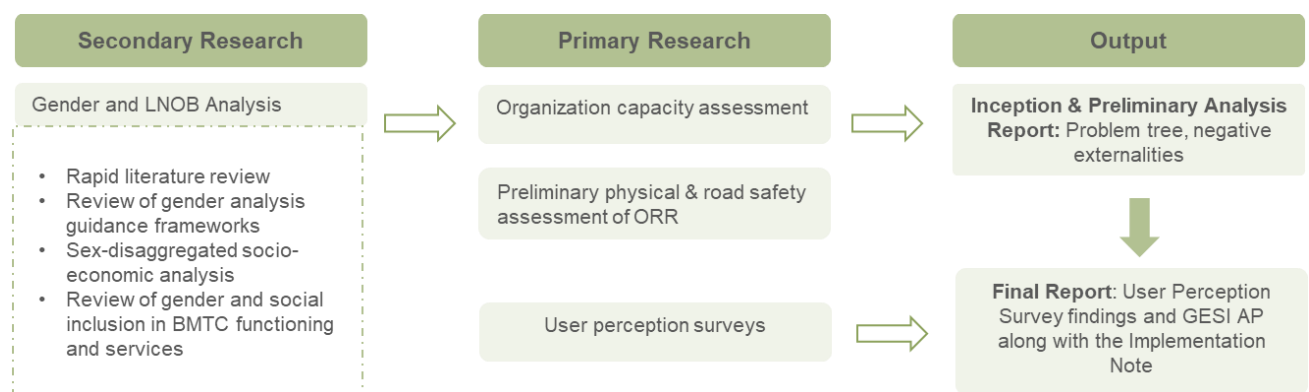 Secondary Research
Gender and LNOB Analysis
• Rapid literature review
• Review of gender analysis
guidance frameworks
• Sex-disaggregated socio-
economic analysis
• Review of gender and social
inclusion in BMTC functioning
and services
Primary Research
Organization capacity assessment
Preliminary physical & road safety
assessment of ORR
User perception surveys
Output
Inception & Preliminary Analysis
Report: Problem tree, negative
externalities
Final Report: User Perception
Survey findings and GESI AP
along with the Implementation
Note